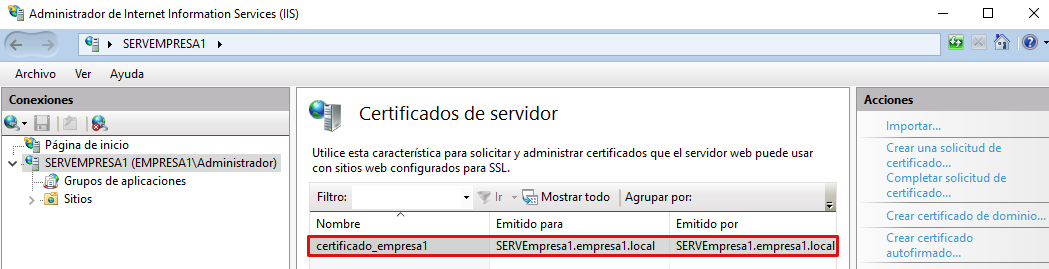 Administrador de Internet Information Services (IIS)
SERVEMPRESA1
Archivo Ver Ayuda
Conexiones
Página de inicio
SERVEMPRESA1 (EMPRESA1\Administrador)
Grupos de aplicaciones
Sitios
Certificados de servidor
Utilice esta característica para solicitar y administrar certificados que el servidor web puede usar
con sitios web configurados para SSL.
Filtro: Ir Mostrar todo Agrupar por:
Nombre Emitido para Emitido por
certificado_empresa1 SERVEmpresa1.empresa1.local SERVEmpresa1.empresa1.local
Acciones
Importar...
Crear una solicitud de
certificado...
Completar solicitud de
certificado...
Crear certificado de dominio...
Crear certificado
autofirmado...